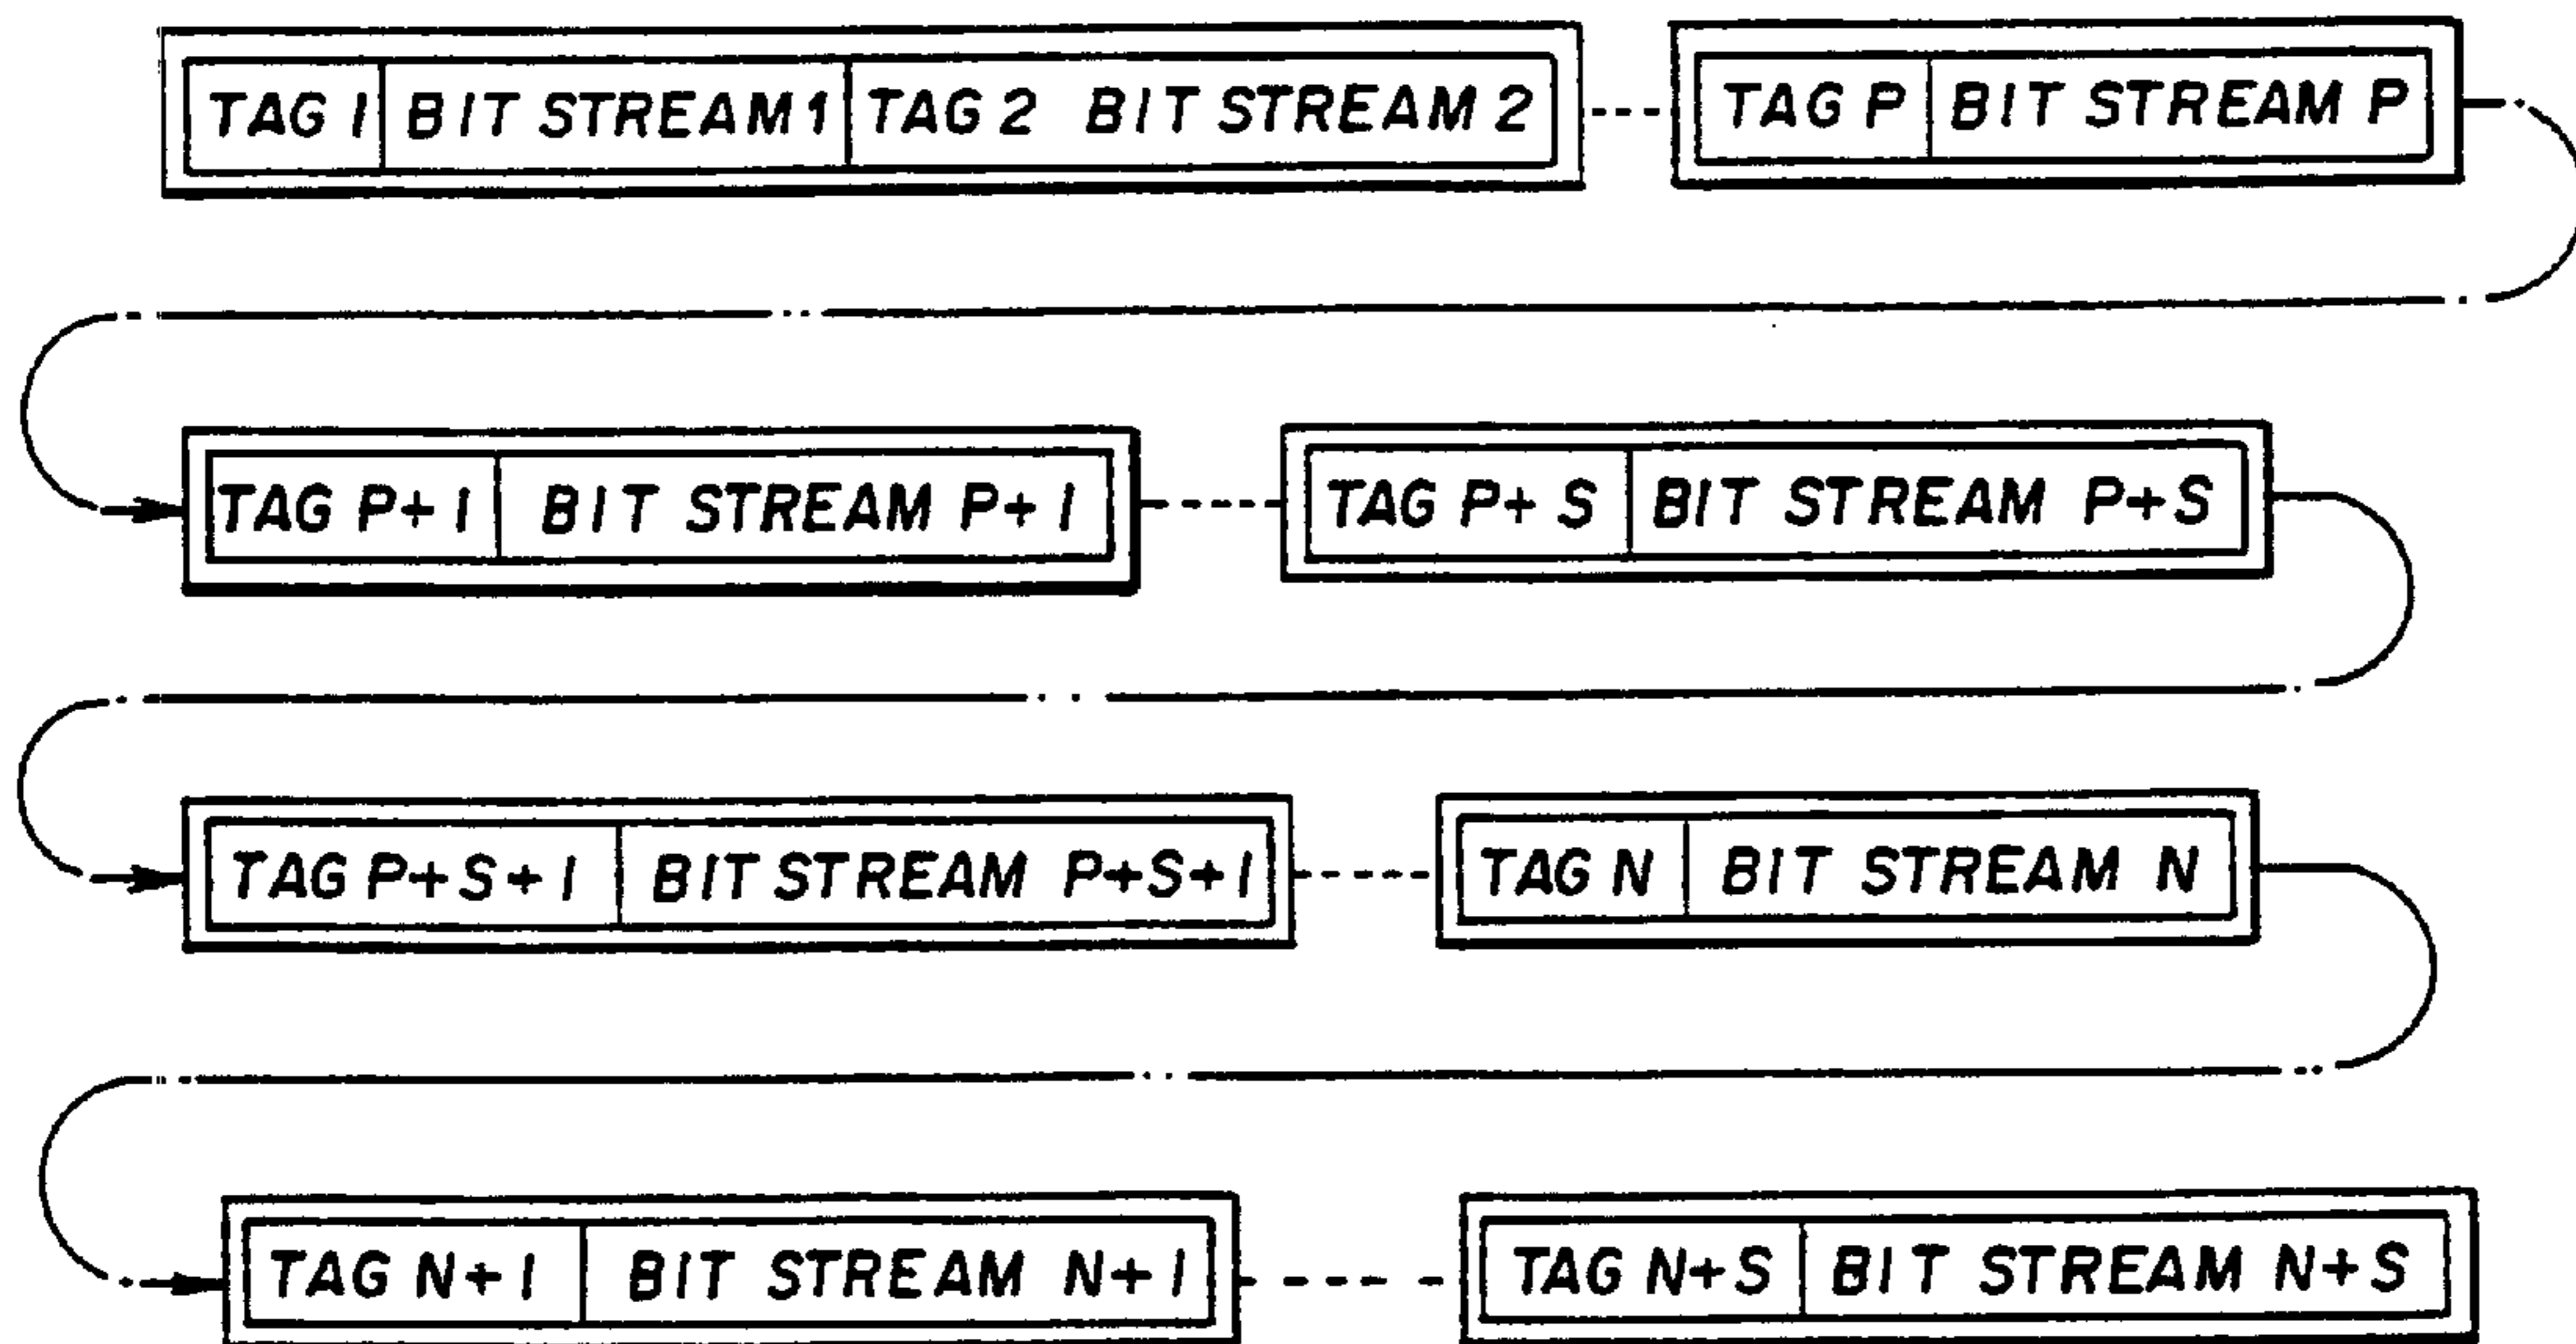 TAG 1 BIT STREAM 1 TAG 2 BIT STREAM 2 TAG P BIT STREAM P
TAG P+1 BIT STREAM P+1 TAG P+S BIT STREAM P+S
TAG P+S+1 BIT STREAM P+S+1 TAG N BIT STREAM N
TAG N+1 BIT STREAM N+1 TAG N+S BIT STREAM N+S